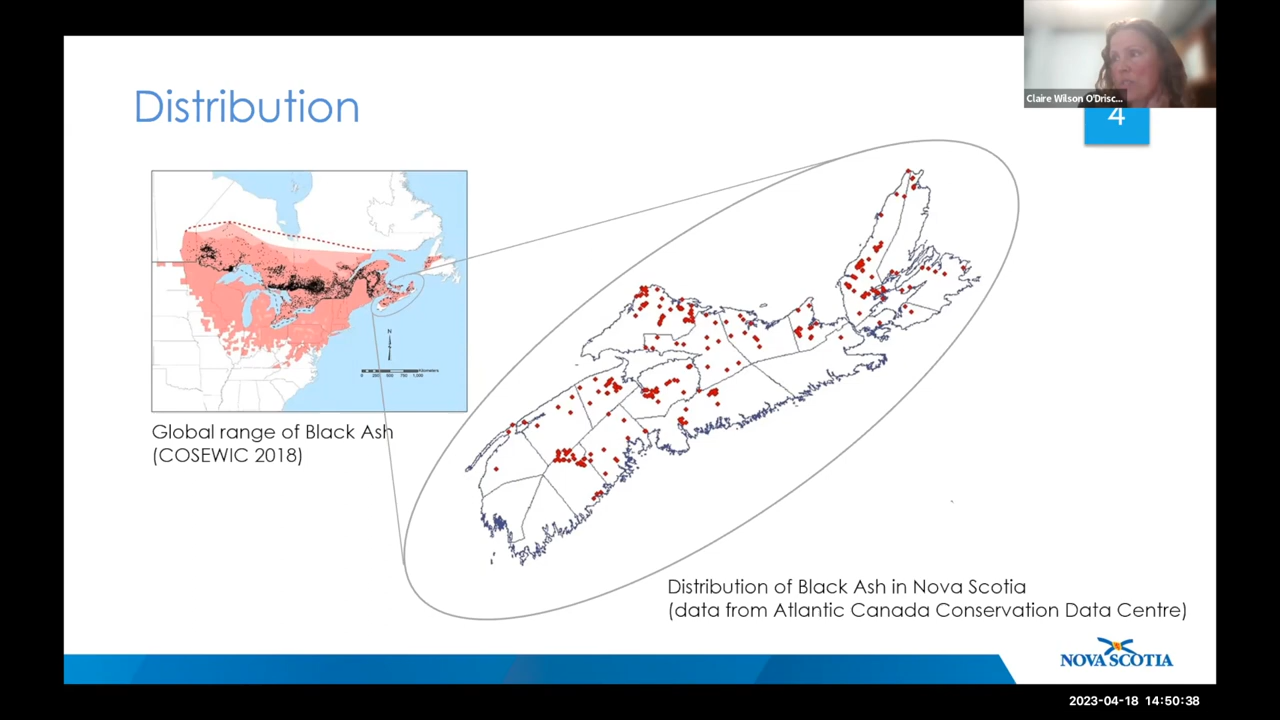 Claire Wilson O'Drisc...
4
Distribution
N
Global range of Black Ash
(COSEWIC 2018)
Distribution of Black Ash in Nova Scotia
(data from Atlantic Canada Conservation Data Centre)
NOVA SCOTIA
2023-04-18 14:50:38